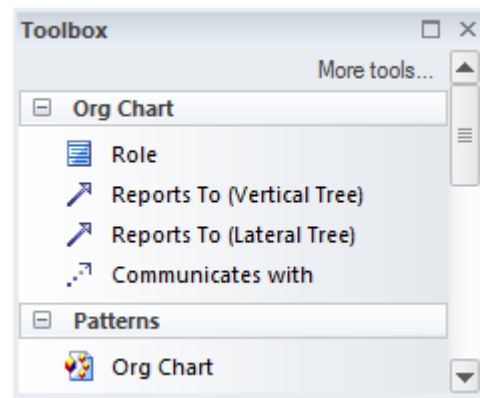 Toolbox
More tools...
Org Chart
Role
Reports To (Vertical Tree)
Reports To (Lateral Tree)
Communicates with
Patterns
Org Chart